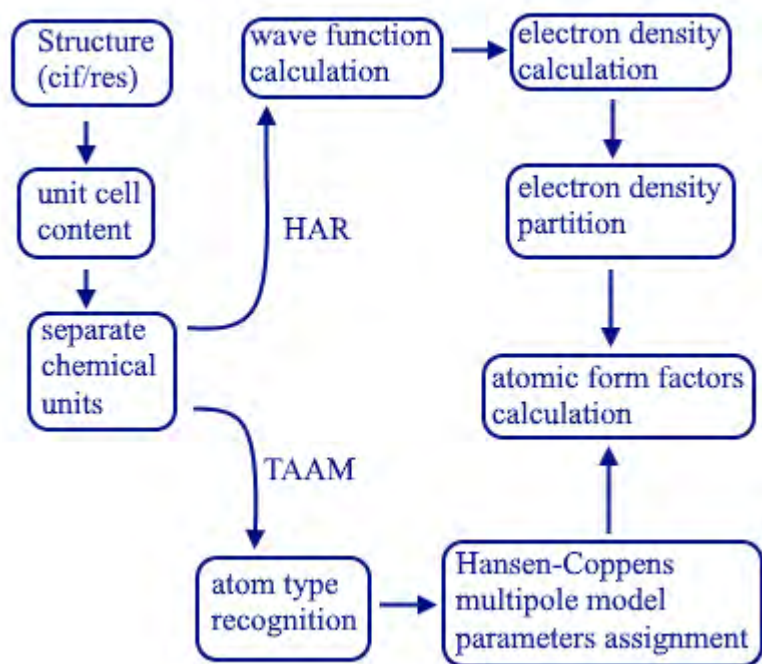 Structure
(cif/res)
unit cell
content
separate
chemical
units
HAR
wave function
calculation
electron density
calculation
electron density
partition
atomic form factors
calculation
TAAM
atom type
recognition
Hansen-Coppens
multipole model
parameters assignment